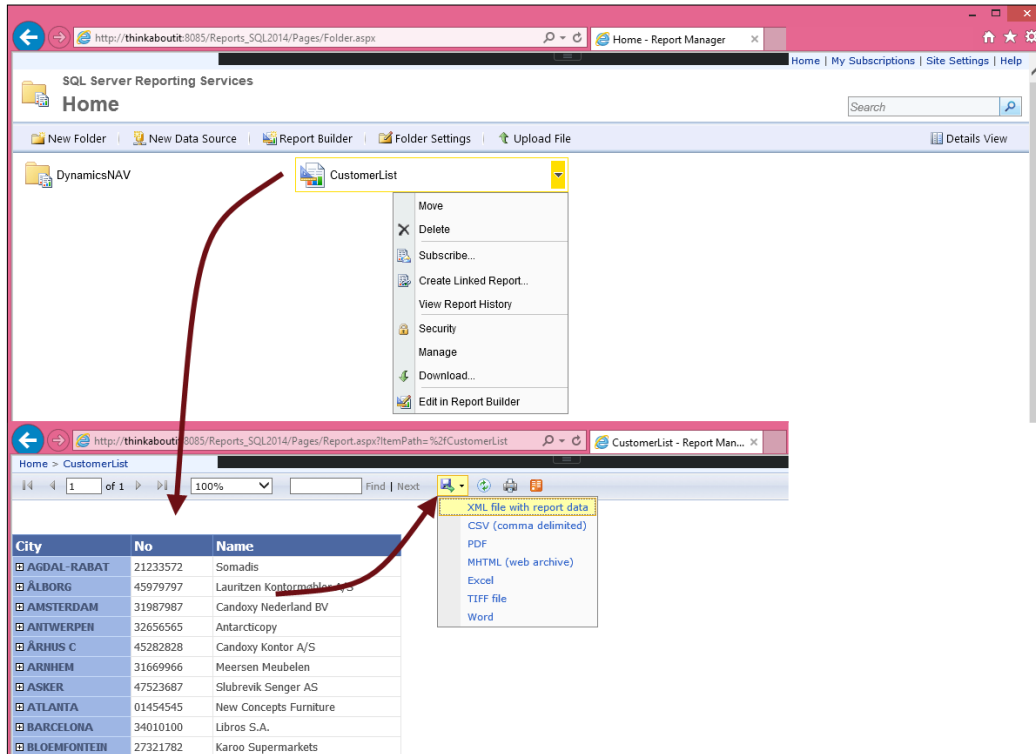 http://thinkaboutit:8085/Reports_SQL2014/Pages/Folder.aspx
Home - Report Manager
Home | My Subscriptions | Site Settings | Help
SQL Server Reporting Services
Home
Search
New Folder | New Data Source | Report Builder | Folder Settings | Upload File
Details View
DynamicsNAV
CustomerList
Move
Delete
Subscribe...
Create Linked Report...
View Report History
Security
Manage
Download...
Edit in Report Builder
http://thinkaboutit:8085/Reports_SQL2014/Pages/Report.aspx?ItemPath=%2fCustomerList
CustomerList - Report Man...
Home > CustomerList
1 of 1
100%
Find | Next
XML file with report data
CSV (comma delimited)
PDF
MHTML (web archive)
Excel
TIFF file
Word
City No Name
AGDAL-RABAT 21233572 Somadis
ÅLBORG 45979797 Lauritzen Kontormøbler A/S
AMSTERDAM 31987987 Candoxy Nederland BV
ANTWERPEN 32656565 Antarcticopy
ÅRHUS C 45282828 Candoxy Kontor A/S
ARNHEM 31669966 Meersen Meubelen
ASKER 47523687 Slubrevik Senger AS
ATLANTA 01454545 New Concepts Furniture
BARCELONA 34010100 Libros S.A.
BLOEMFONTEIN 27321782 Karoo Supermarkets